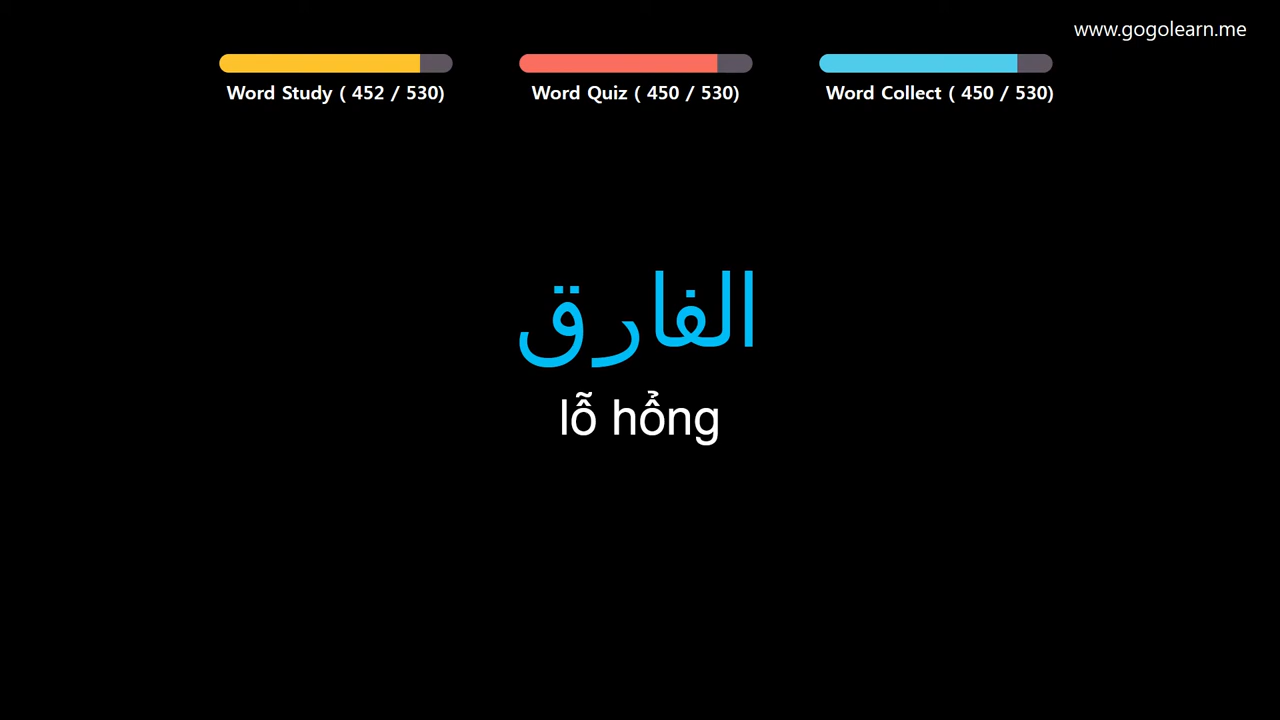 www.gogolearn.me
Word Study ( 452 / 530)
Word Quiz ( 450 / 530)
Word Collect ( 450 / 530)
الفارق
lỗ hổng